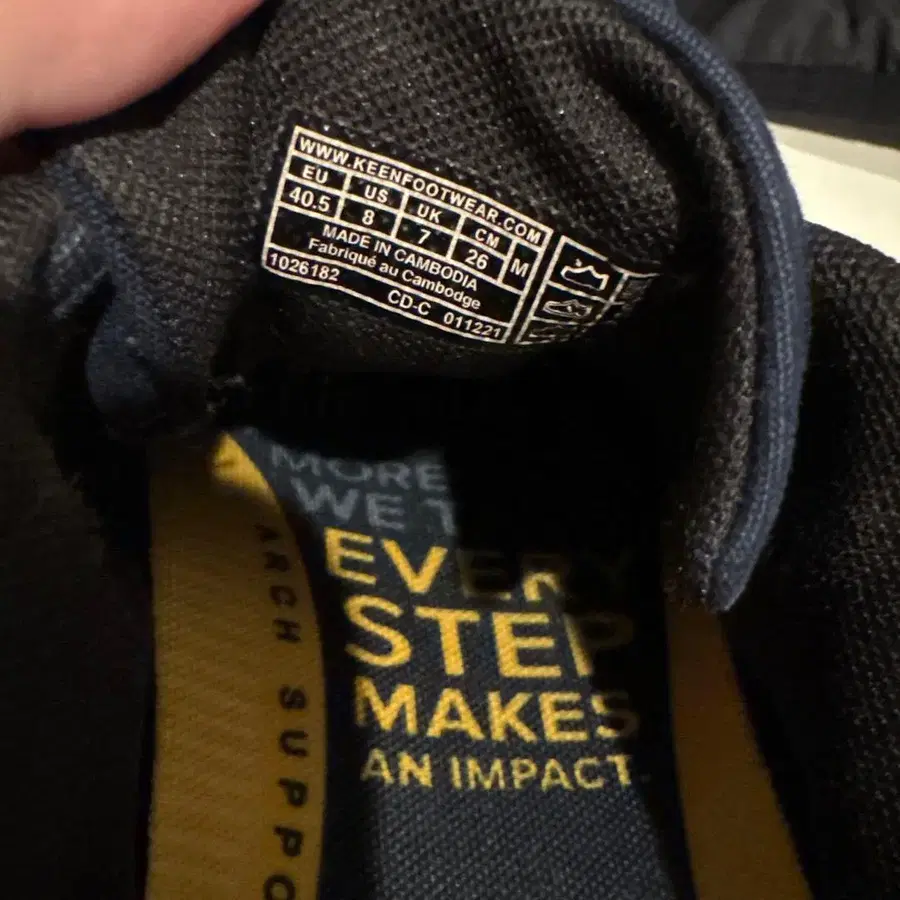 WWW.KEENFOOTWEAR.COM
EU US UK CM M
40.5 8 7 26
MADE IN CAMBODIA
Fabriqué au Cambodge
1026182
CD-C 011221
MORE
WE
EVERY
STEP
MAKES
AN IMPACT.
ARCH SUPPO